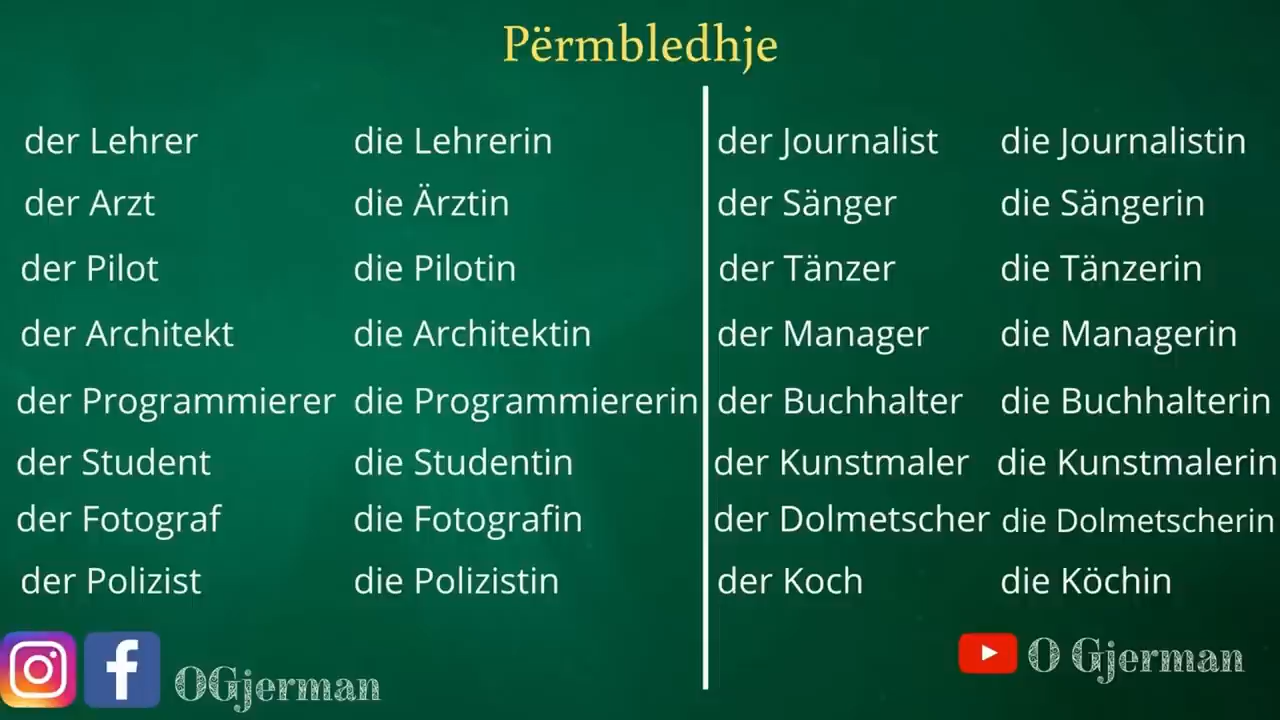 Përmbledhje
der Lehrer die Lehrerin
der Arzt die Ärztin
der Pilot die Pilotin
der Architekt die Architektin
der Programmierer die Programmiererin
der Student die Studentin
der Fotograf die Fotografin
der Polizist die Polizistin
der Journalist die Journalistin
der Sänger die Sängerin
der Tänzer die Tänzerin
der Manager die Managerin
der Buchhalter die Buchhalterin
der Kunstmaler die Kunstmalerin
der Dolmetscher die Dolmetscherin
der Koch die Köchin
OGjerman
O Gjerman